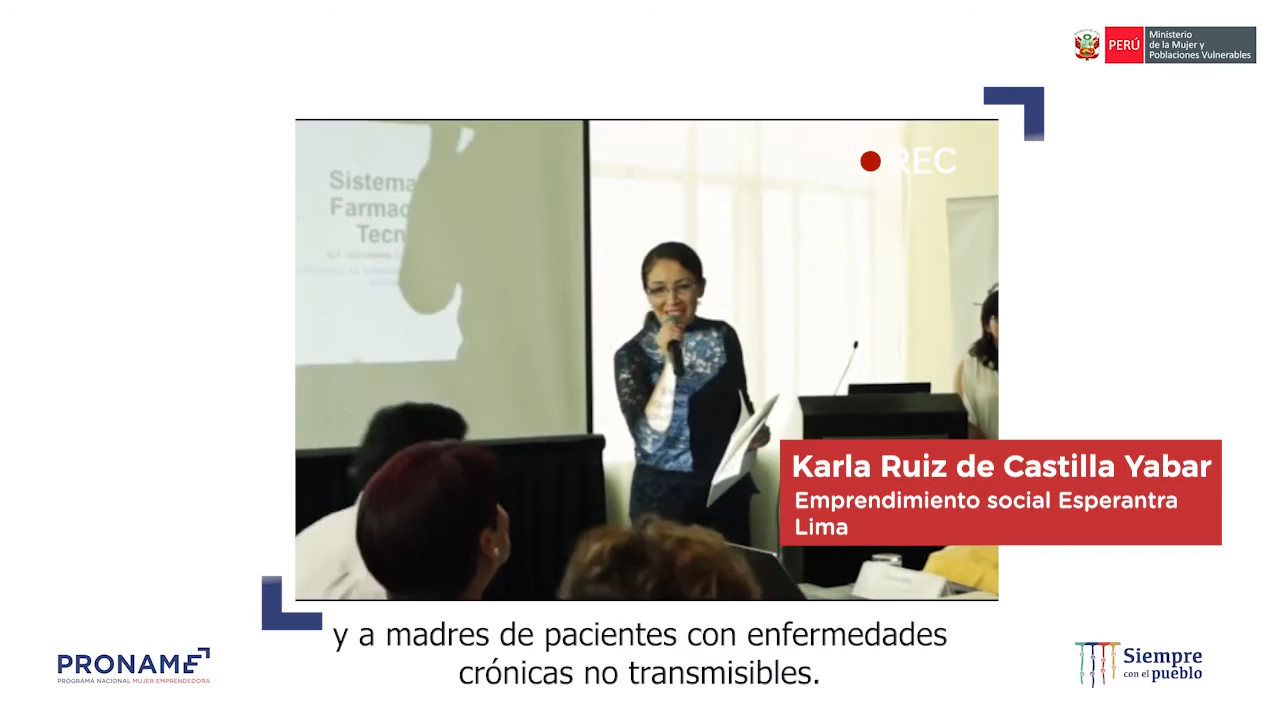 PERÚ
Ministerio
de la Mujer y
Poblaciones Vulnerables
REC
Sistema
Farmac
Tecn
Karla Ruiz de Castilla Yabar
Emprendimiento social Esperantra
Lima
y a madres de pacientes con enfermedades
crónicas no transmisibles.
PRONAME
PROGRAMA NACIONAL MUJER EMPRENDEDORA
Siempre
con el pueblo